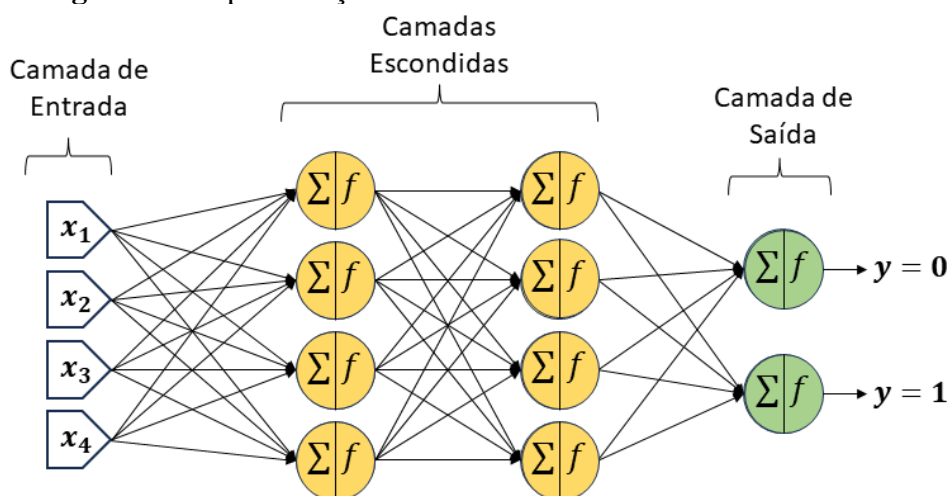 Camadas
Escondidas
Camada de
Entrada
Camada de
Saída
x₁
x₂
x₃
x₄
∑ f
∑ f
∑ f
∑ f
∑ f
∑ f
∑ f
∑ f
∑ f
∑ f
y = 0
y = 1